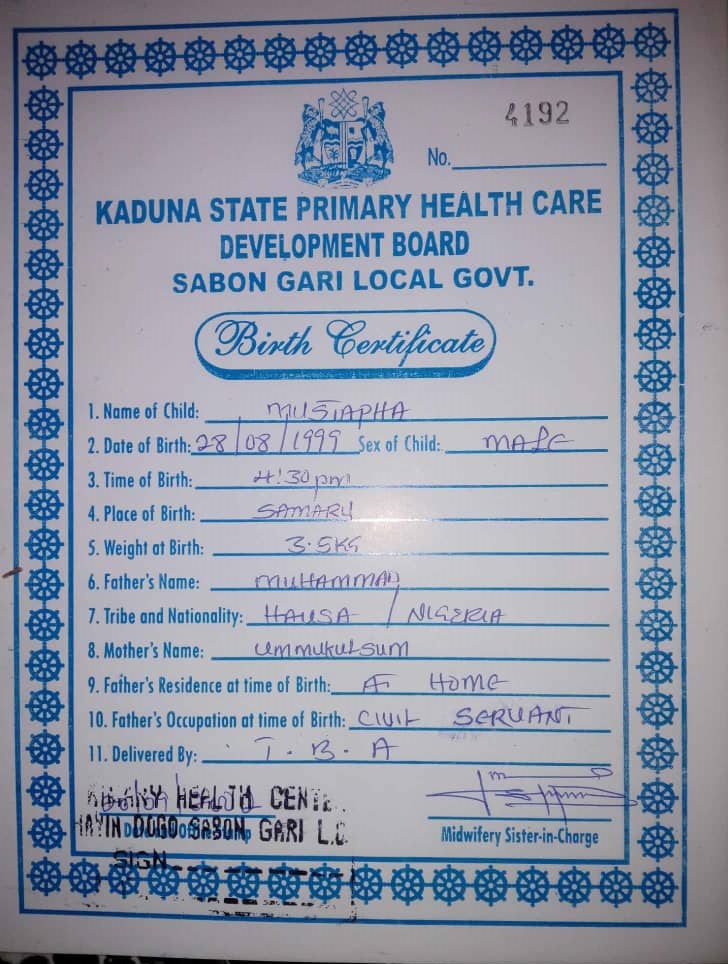 4192
No.
KADUNA STATE PRIMARY HEALTH CARE
DEVELOPMENT BOARD
SABON GARI LOCAL GOVT.
Birth Certificate
1. Name of Child: MUSTAPHA
2. Date of Birth: 28/08/1999 Sex of Child: MALE
3. Time of Birth: 4:30pm
4. Place of Birth: SAMARU
5. Weight at Birth: 3.5KG
6. Father's Name: MUHAMMAD
7. Tribe and Nationality: HAUSA / NIGERIA
8. Mother's Name: UMMUKULSUM
9. Father's Residence at time of Birth: HOME
10. Father's Occupation at time of Birth: CIVIL SERVANT
11. Delivered By: T.B.A
HEALTH
HAYIN DOGO SABON GARI L.G
Midwifery Sister-in-Charge
SIGN